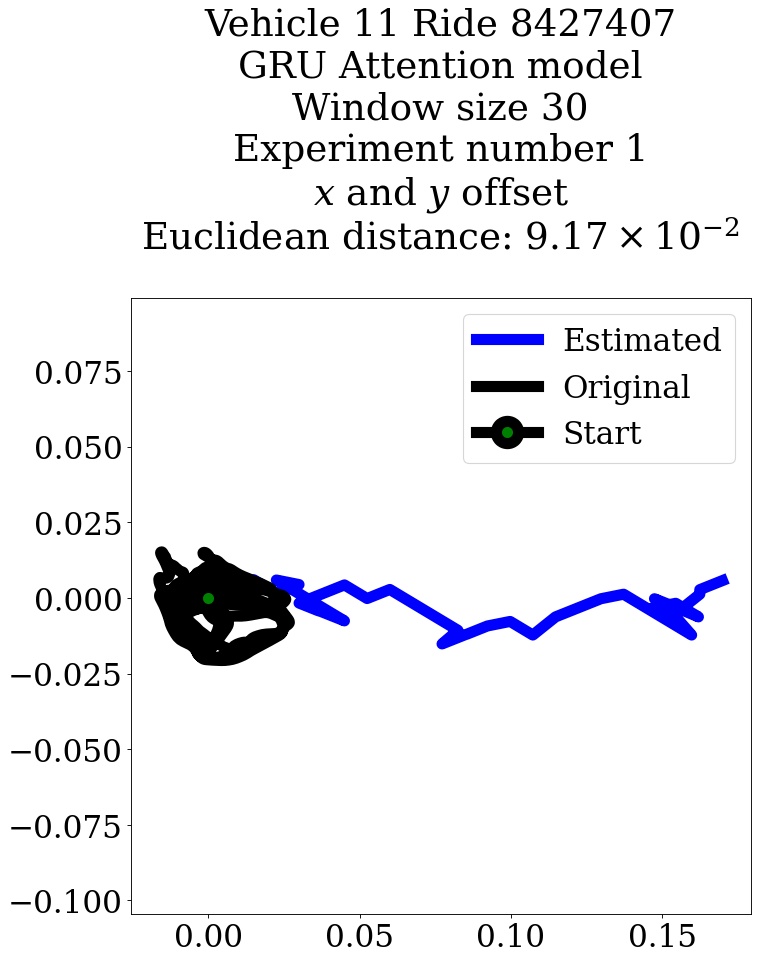 Vehicle 11 Ride 8427407
GRU Attention model
Window size 30
Experiment number 1
x and y offset
Euclidean distance: 9.17 × 10⁻²
Estimated
Original
Start
0.075
0.050
0.025
0.000
−0.025
−0.050
−0.075
−0.100
0.00 0.05 0.10 0.15